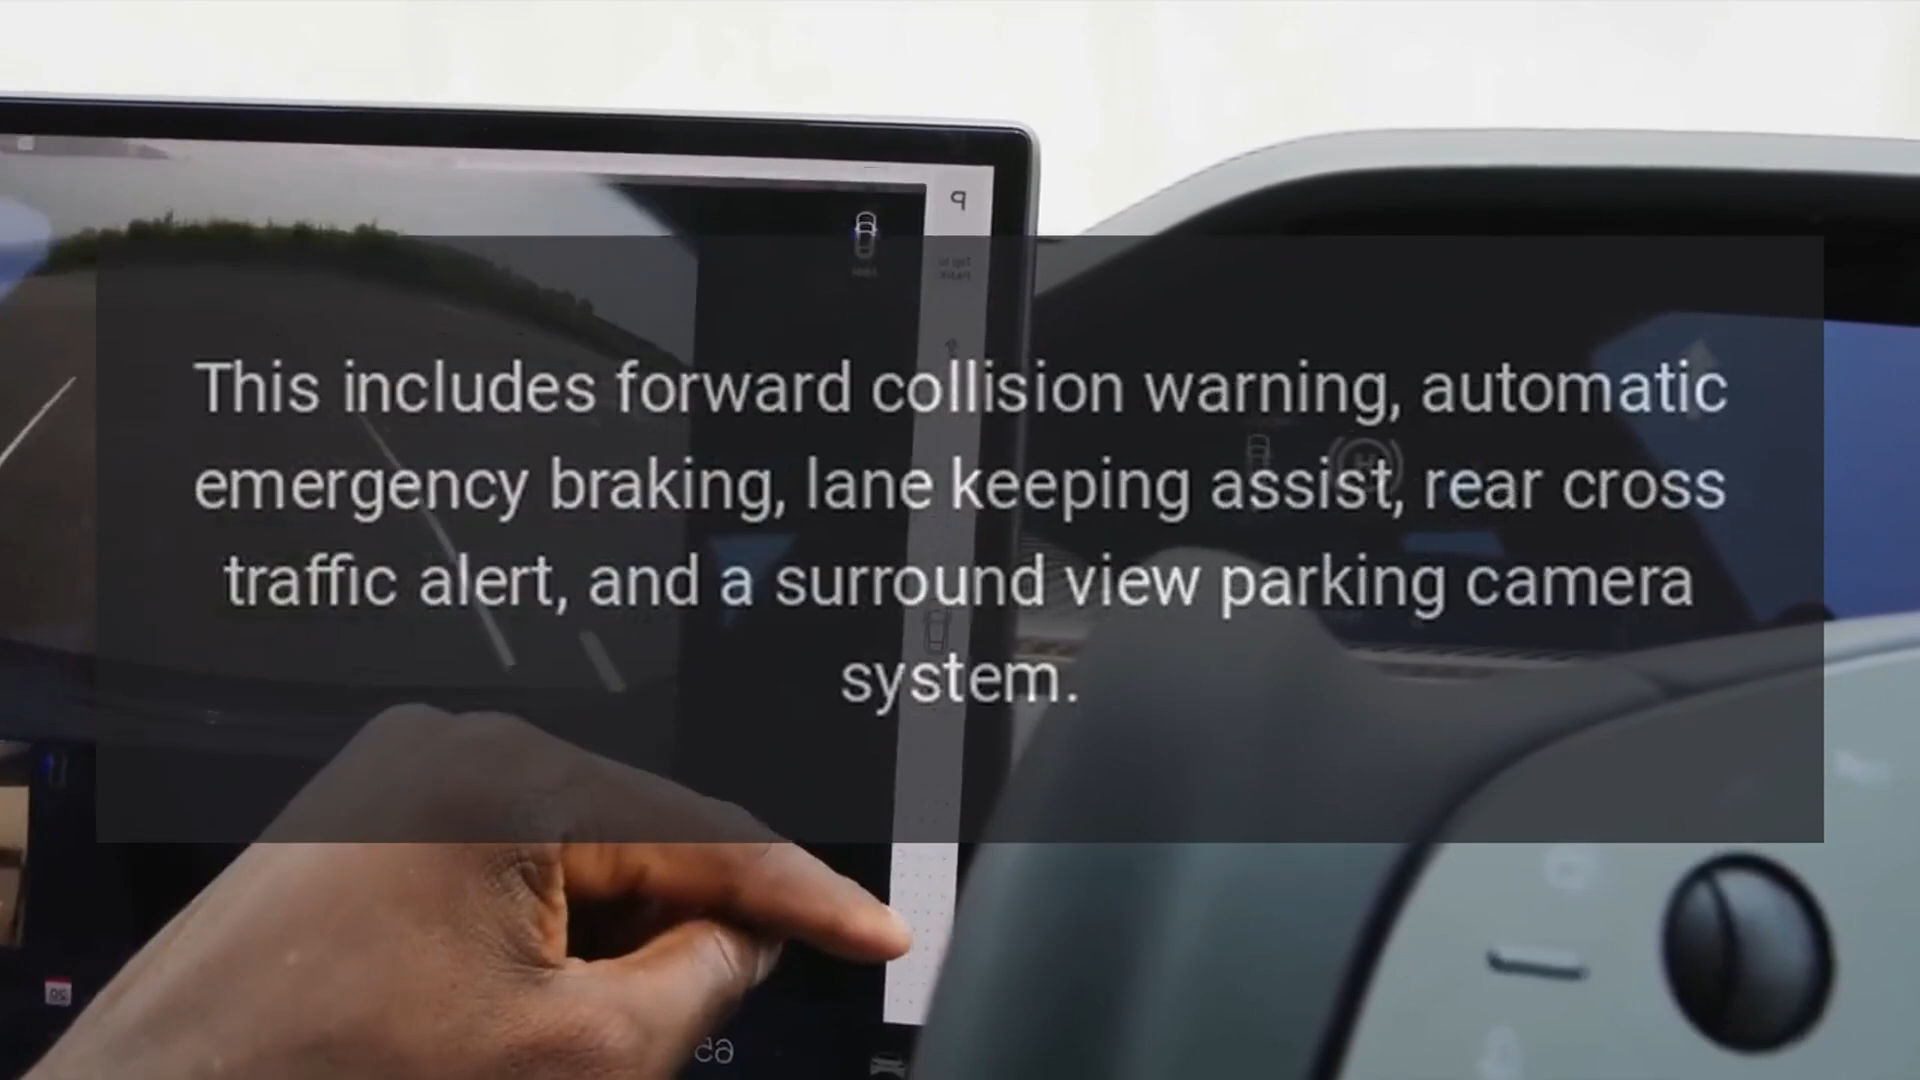 P
This includes forward collision warning, automatic
emergency braking, lane keeping assist, rear cross
traffic alert, and a surround view parking camera
system.